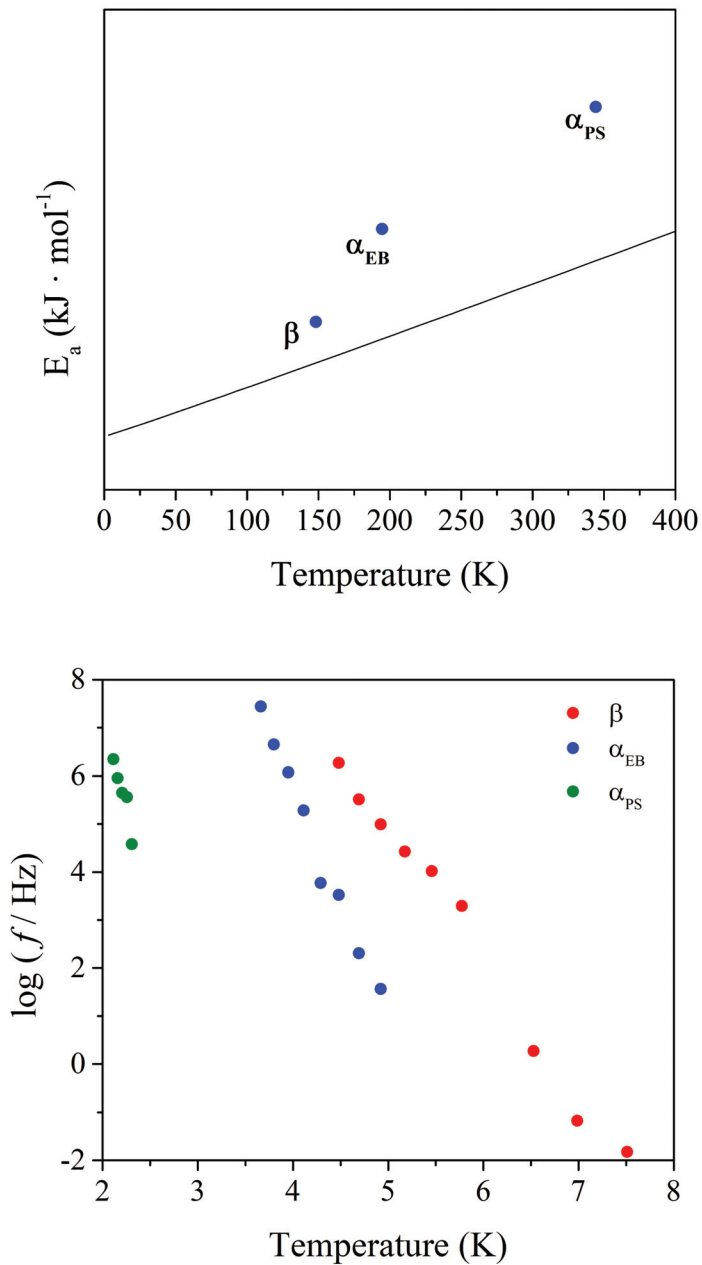 α_PS
α_EB
β
E_a (kJ · mol⁻¹)
0 50 100 150 200 250 300 350 400
Temperature (K)
8
6
4
2
0
-2
β
α_EB
α_PS
log (f / Hz)
2 3 4 5 6 7 8
Temperature (K)